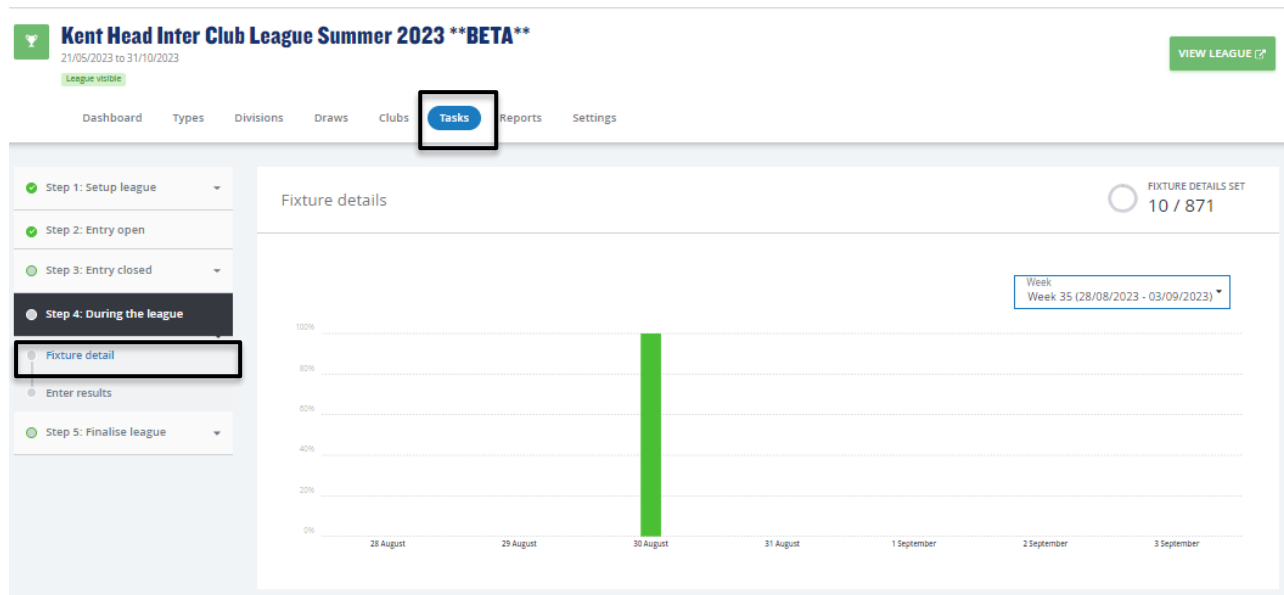 Kent Head Inter Club League Summer 2023 **BETA**
21/05/2023 to 31/10/2023
League visible
VIEW LEAGUE
Dashboard Types Divisions Draws Clubs Tasks Reports Settings
Step 1: Setup league
Step 2: Entry open
Step 3: Entry closed
Step 4: During the league
Fixture detail
Enter results
Step 5: Finalise league
Fixture details
FIXTURE DETAILS SET
10 / 871
Week
Week 35 (28/08/2023 - 03/09/2023)
100%
80%
60%
40%
20%
0%
28 August 29 August 30 August 31 August 1 September 2 September 3 September